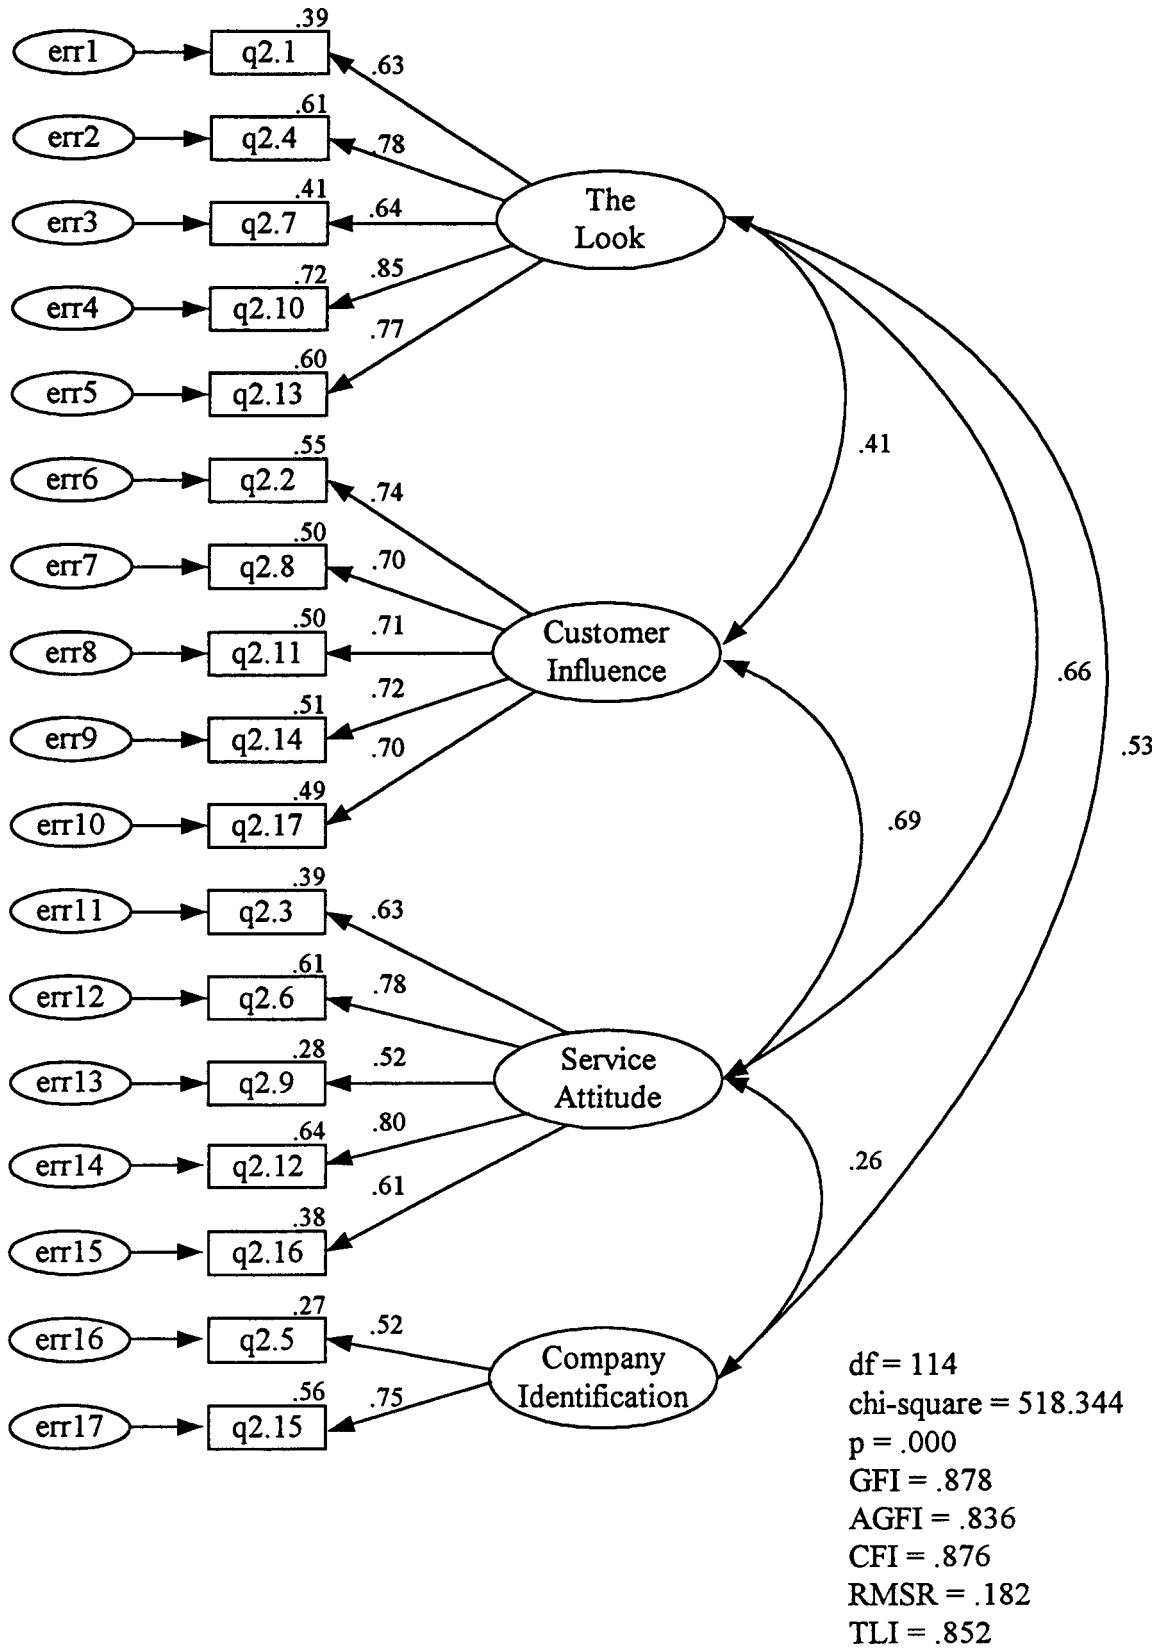 .39
err1
q2.1
.63
.61
err2
q2.4
.78
.41
err3
q2.7
.64
The
Look
.72
err4
q2.10
.85
.60
err5
q2.13
.77
.55
err6
q2.2
.74
.41
.50
err7
q2.8
.70
.50
err8
q2.11
.71
Customer
Influence
.51
err9
q2.14
.72
.66
.49
err10
q2.17
.70
.53
.69
.39
err11
q2.3
.63
.61
err12
q2.6
.78
.28
err13
q2.9
.52
Service
Attitude
.64
err14
q2.12
.80
.26
.38
err15
q2.16
.61
.27
err16
q2.5
.52
Company
Identification
.56
err17
q2.15
.75
df = 114
chi-square = 518.344
p = .000
GFI = .878
AGFI = .836
CFI = .876
RMSR = .182
TLI = .852